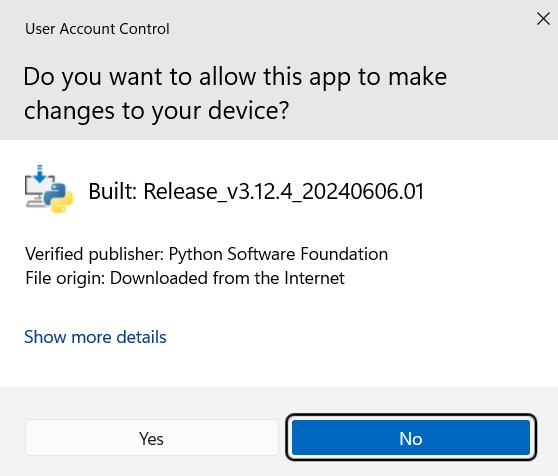 User Account Control
Do you want to allow this app to make
changes to your device?
Built: Release_v3.12.4_20240606.01
Verified publisher: Python Software Foundation
File origin: Downloaded from the Internet
Show more details
Yes
No